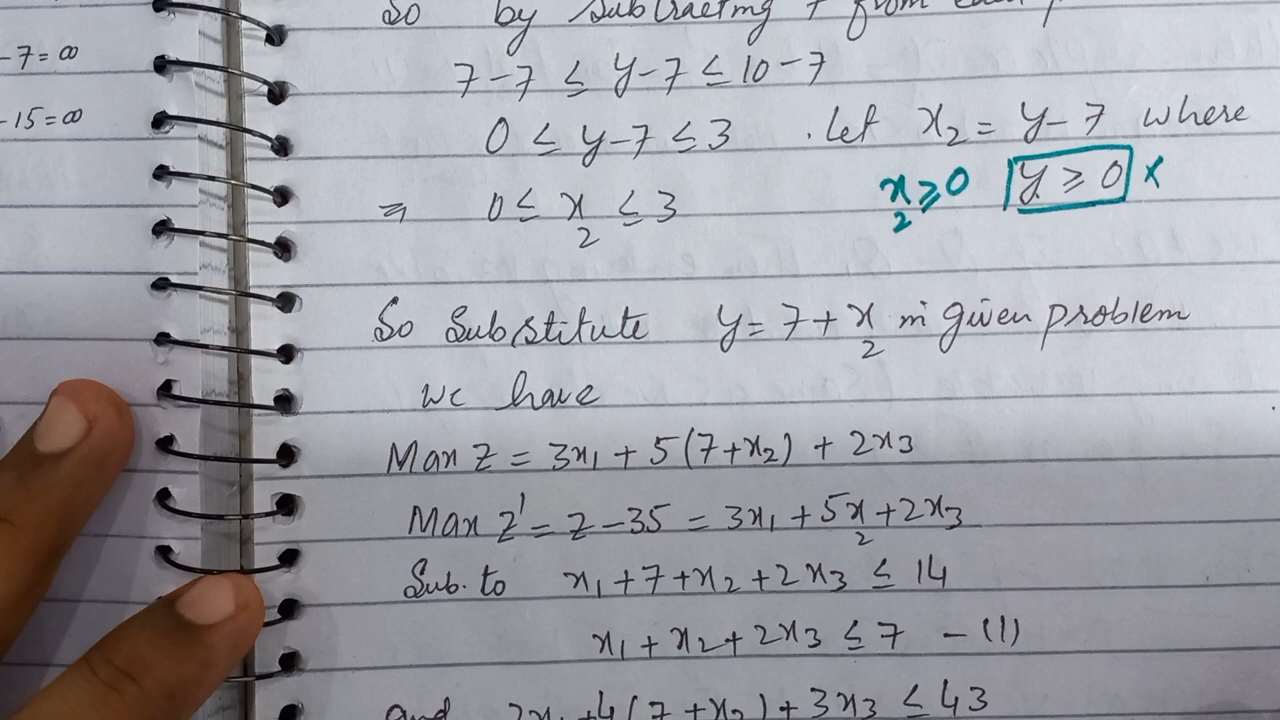 -7=∞
-15=∞
So by subtracting 7 from
7-7 ≤ y-7 ≤ 10-7
0 ≤ y-7 ≤ 3 . Let x₂ = y-7 where
x₂ ≥ 0 y ≥ 0 ×
⇒ 0 ≤ x₂ ≤ 3
So Substitute y = 7 + x₂ in given problem
we have
Max Z = 3x₁ + 5(7+x₂) + 2x₃
Max Z' = Z - 35 = 3x₁ + 5x₂ + 2x₃
Sub. to x₁ + 7 + x₂ + 2x₃ ≤ 14
x₁ + x₂ + 2x₃ ≤ 7 - (1)
and 2x₁ + 4(7+x₂) + 3x₃ ≤ 43